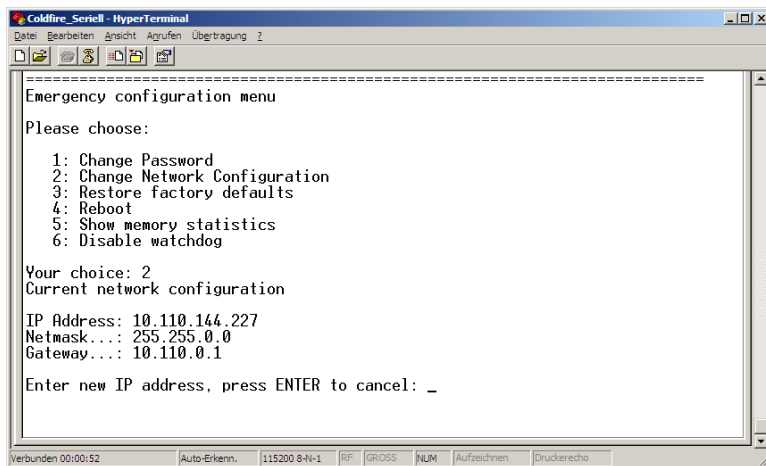 Coldfire_Seriell - HyperTerminal
Datei Bearbeiten Ansicht Anrufen Übertragung ?
============================================================================
Emergency configuration menu
Please choose:
1: Change Password
2: Change Network Configuration
3: Restore factory defaults
4: Reboot
5: Show memory statistics
6: Disable watchdog
Your choice: 2
Current network configuration
IP Address: 10.110.144.227
Netmask...: 255.255.0.0
Gateway...: 10.110.0.1
Enter new IP address, press ENTER to cancel: _
Verbunden 00:00:52 Auto-Erkenn. 115200 8-N-1 RF GROSS NUM Aufzeichnen Druckerecho